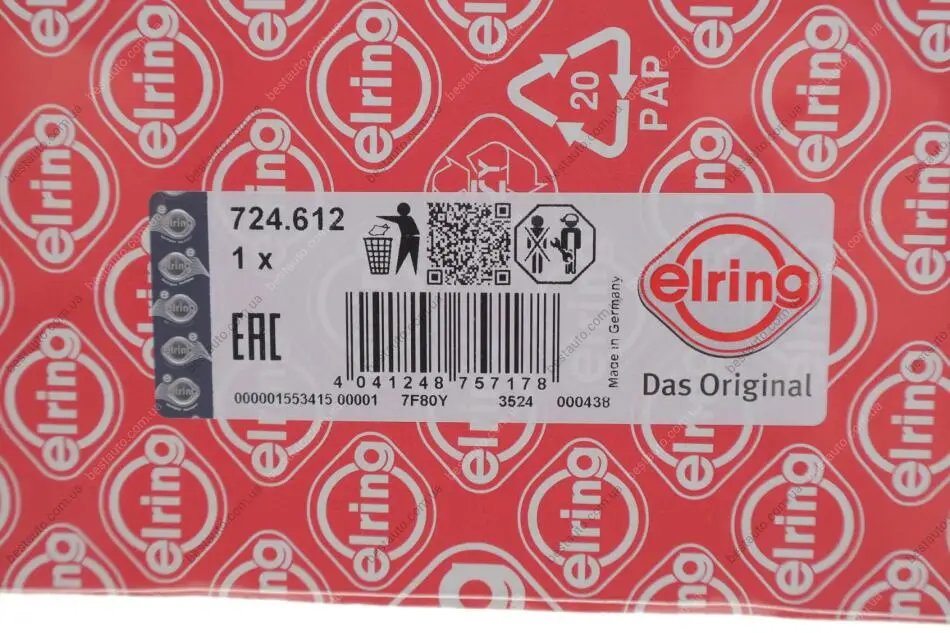 20
PAR
724.612
1 x
EAC
4 041248 757178
000001553415 00001 7F80Y 3524 000438
Made in Germany
elring
Das Original
elring
bestauto.com.ua